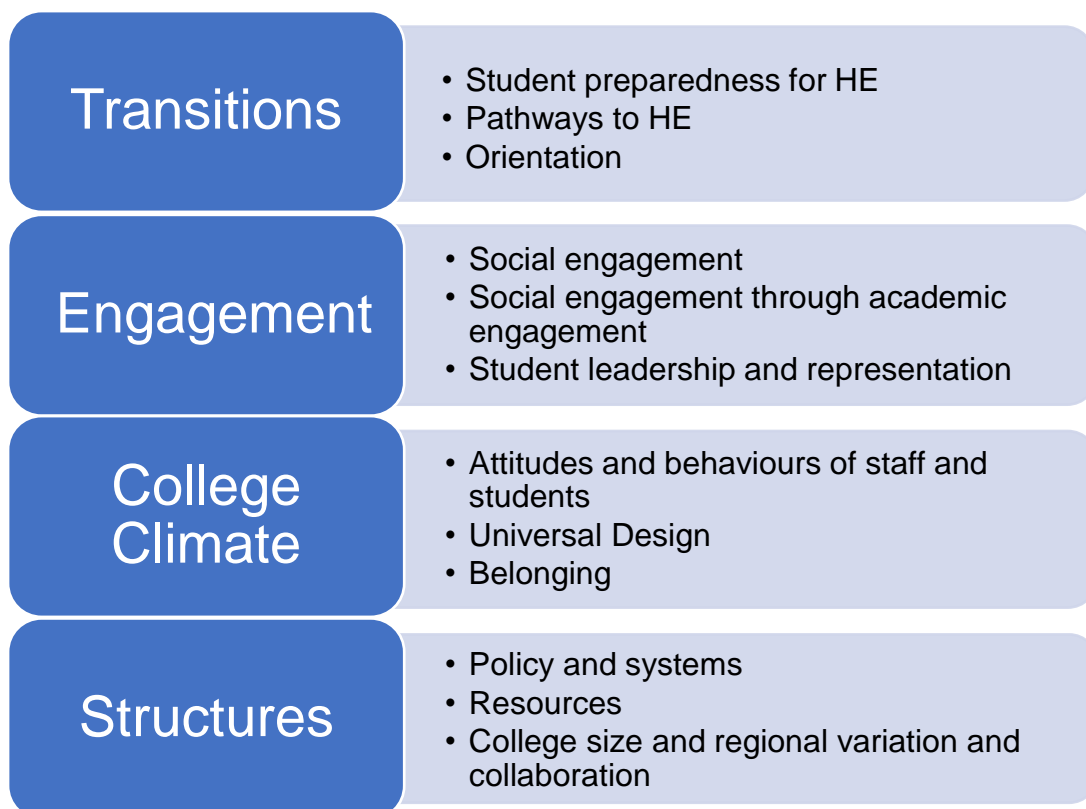 Transitions
• Student preparedness for HE
• Pathways to HE
• Orientation
Engagement
• Social engagement
• Social engagement through academic
engagement
• Student leadership and representation
College
Climate
• Attitudes and behaviours of staff and
students
• Universal Design
• Belonging
Structures
• Policy and systems
• Resources
• College size and regional variation and
collaboration